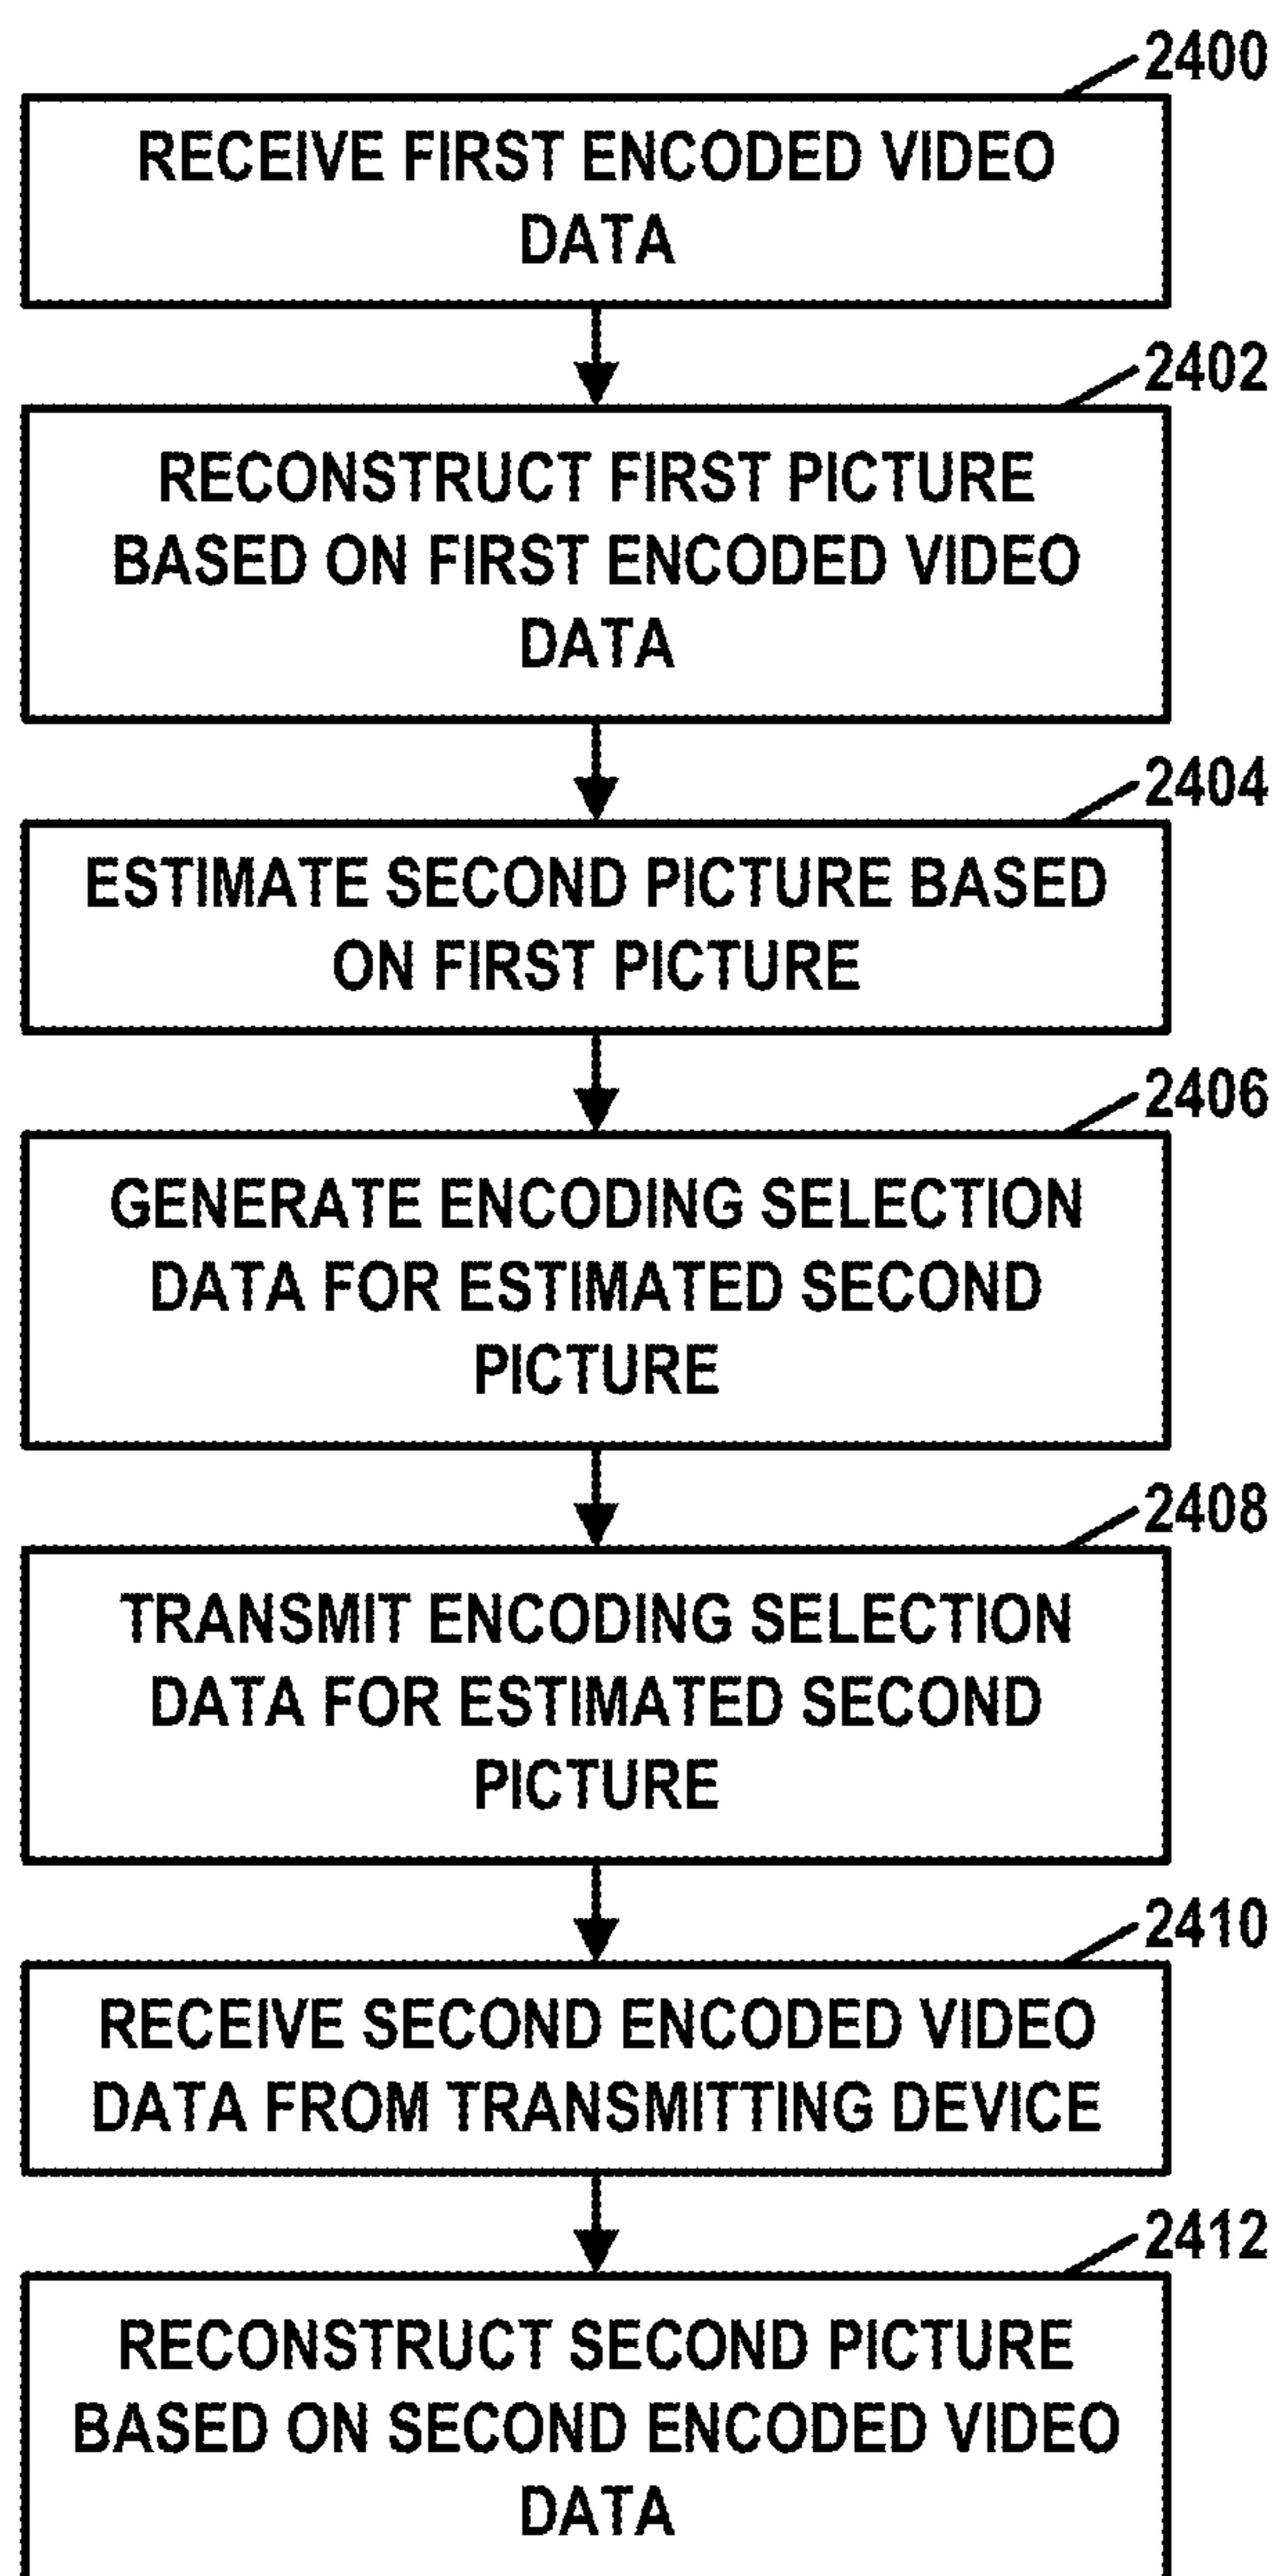 2400
RECEIVE FIRST ENCODED VIDEO
DATA
2402
RECONSTRUCT FIRST PICTURE
BASED ON FIRST ENCODED VIDEO
DATA
2404
ESTIMATE SECOND PICTURE BASED
ON FIRST PICTURE
2406
GENERATE ENCODING SELECTION
DATA FOR ESTIMATED SECOND
PICTURE
2408
TRANSMIT ENCODING SELECTION
DATA FOR ESTIMATED SECOND
PICTURE
2410
RECEIVE SECOND ENCODED VIDEO
DATA FROM TRANSMITTING DEVICE
2412
RECONSTRUCT SECOND PICTURE
BASED ON SECOND ENCODED VIDEO
DATA